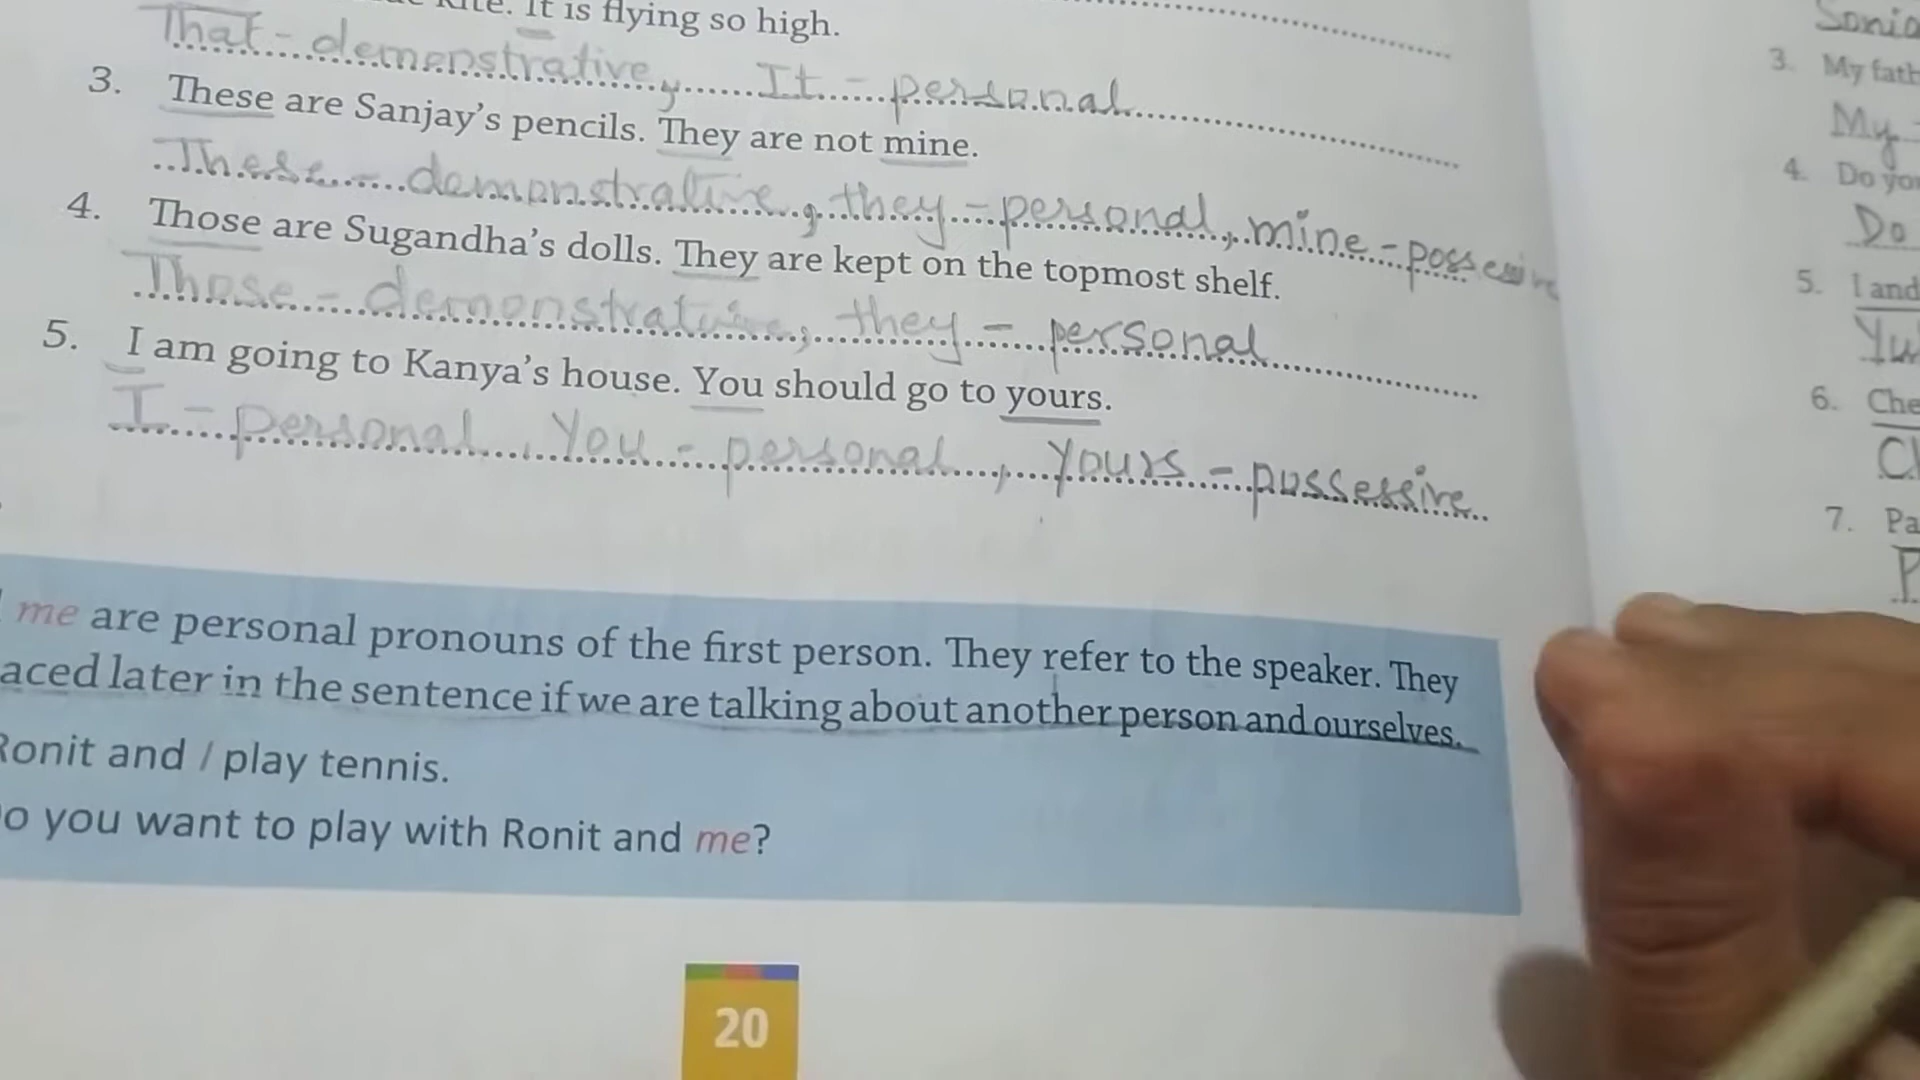 It is flying so high.
That - demonstrative, It - personal
3. These are Sanjay's pencils. They are not mine.
These - demonstrative, they - personal, mine - possessive
4. Those are Sugandha's dolls. They are kept on the topmost shelf.
Those - demonstrative, they - personal
5. I am going to Kanya's house. You should go to yours.
I - personal, You - personal, Yours - possessive
me are personal pronouns of the first person. They refer to the speaker. They
aced later in the sentence if we are talking about another person and ourselves.
Ronit and I play tennis.
o you want to play with Ronit and me?
20
Sonia
3. My fath
My -
4. Do you
Do
5. I and
Yu
6. Che
Ch
7. Pa
P